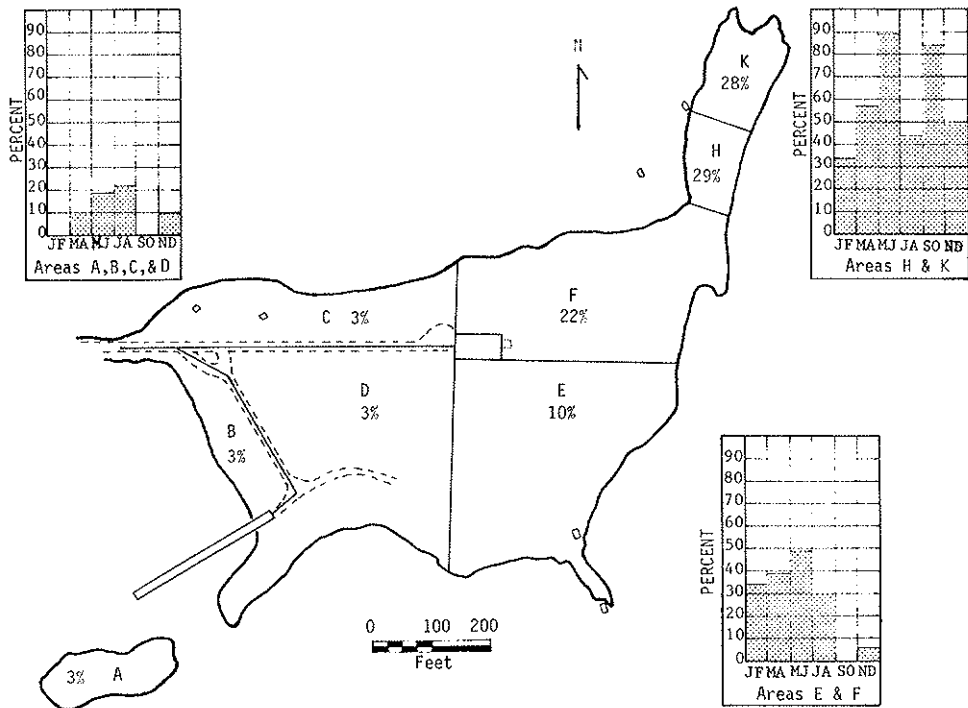 90
80
70
60
50
40
30
20
10
0
PERCENT
JF MA MJ JA SO ND
Areas A,B,C,&D
N
K
28%
H
29%
90
80
70
60
50
40
30
20
10
0
PERCENT
JF MA MJ JA SO ND
Areas H & K
C 3%
F
22%
D
3%
E
10%
B
3%
3% A
0 100 200
Feet
90
80
70
60
50
40
30
20
10
0
PERCENT
JF MA MJ JA SO ND
Areas E & F